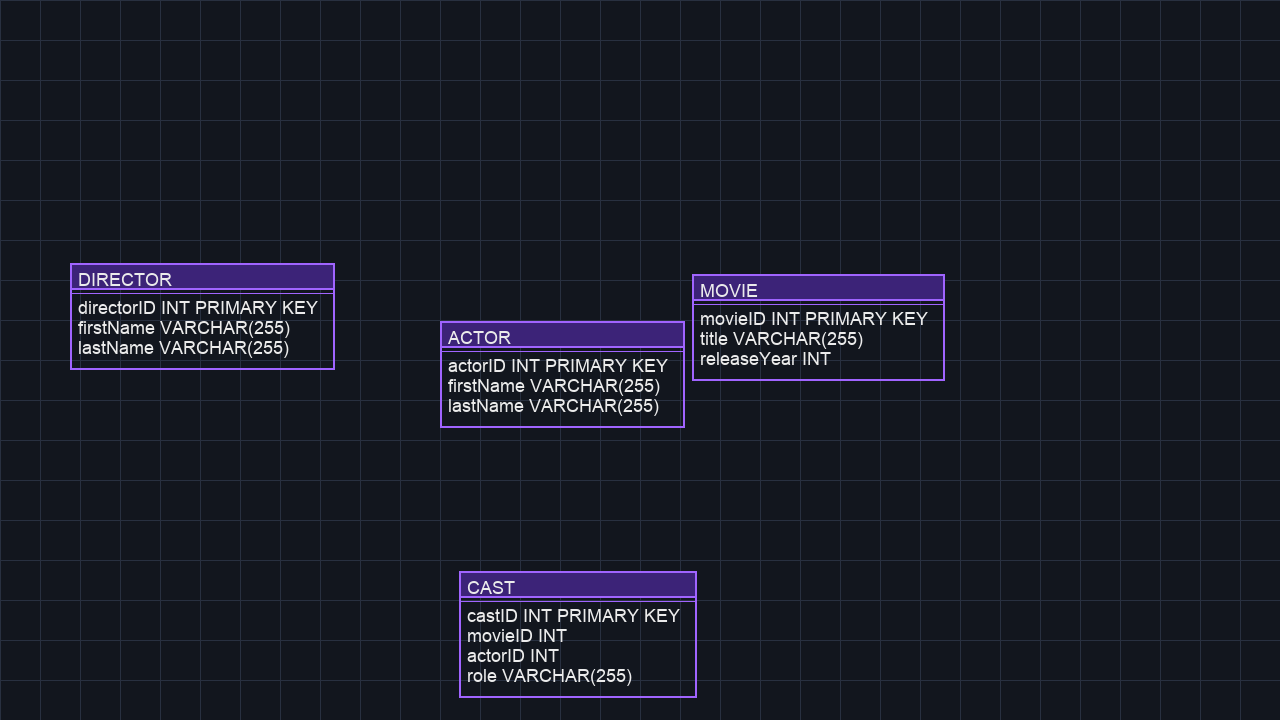 DIRECTOR
directorID INT PRIMARY KEY
firstName VARCHAR(255)
lastName VARCHAR(255)
ACTOR
actorID INT PRIMARY KEY
firstName VARCHAR(255)
lastName VARCHAR(255)
MOVIE
movieID INT PRIMARY KEY
title VARCHAR(255)
releaseYear INT
CAST
castID INT PRIMARY KEY
movieID INT
actorID INT
role VARCHAR(255)